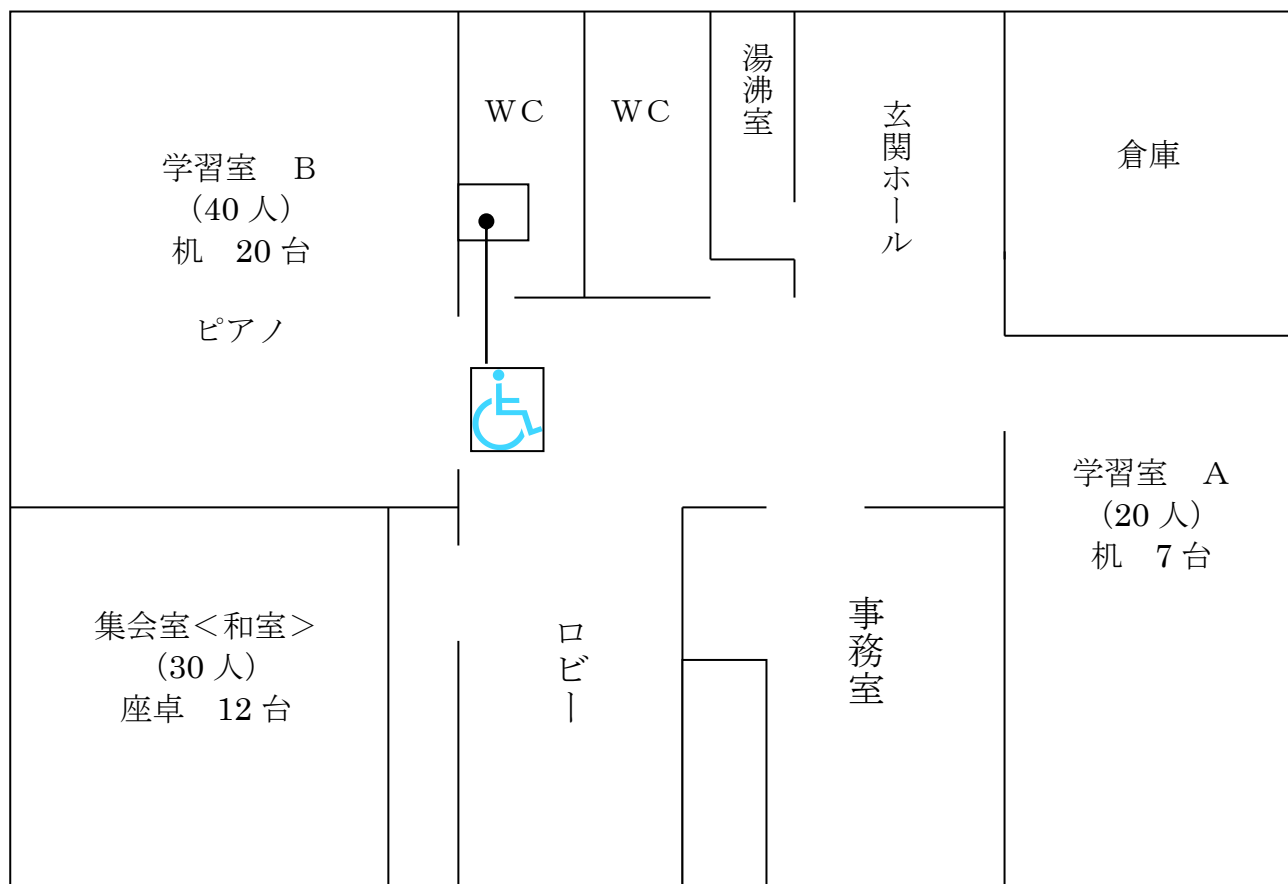 学習室　B
（40 人）
机　20 台
ピアノ
WC
WC
湯沸室
玄関ホール
倉庫
学習室　A
（20 人）
机　7 台
集会室＜和室＞
（30 人）
座卓　12 台
ロビー
事務室